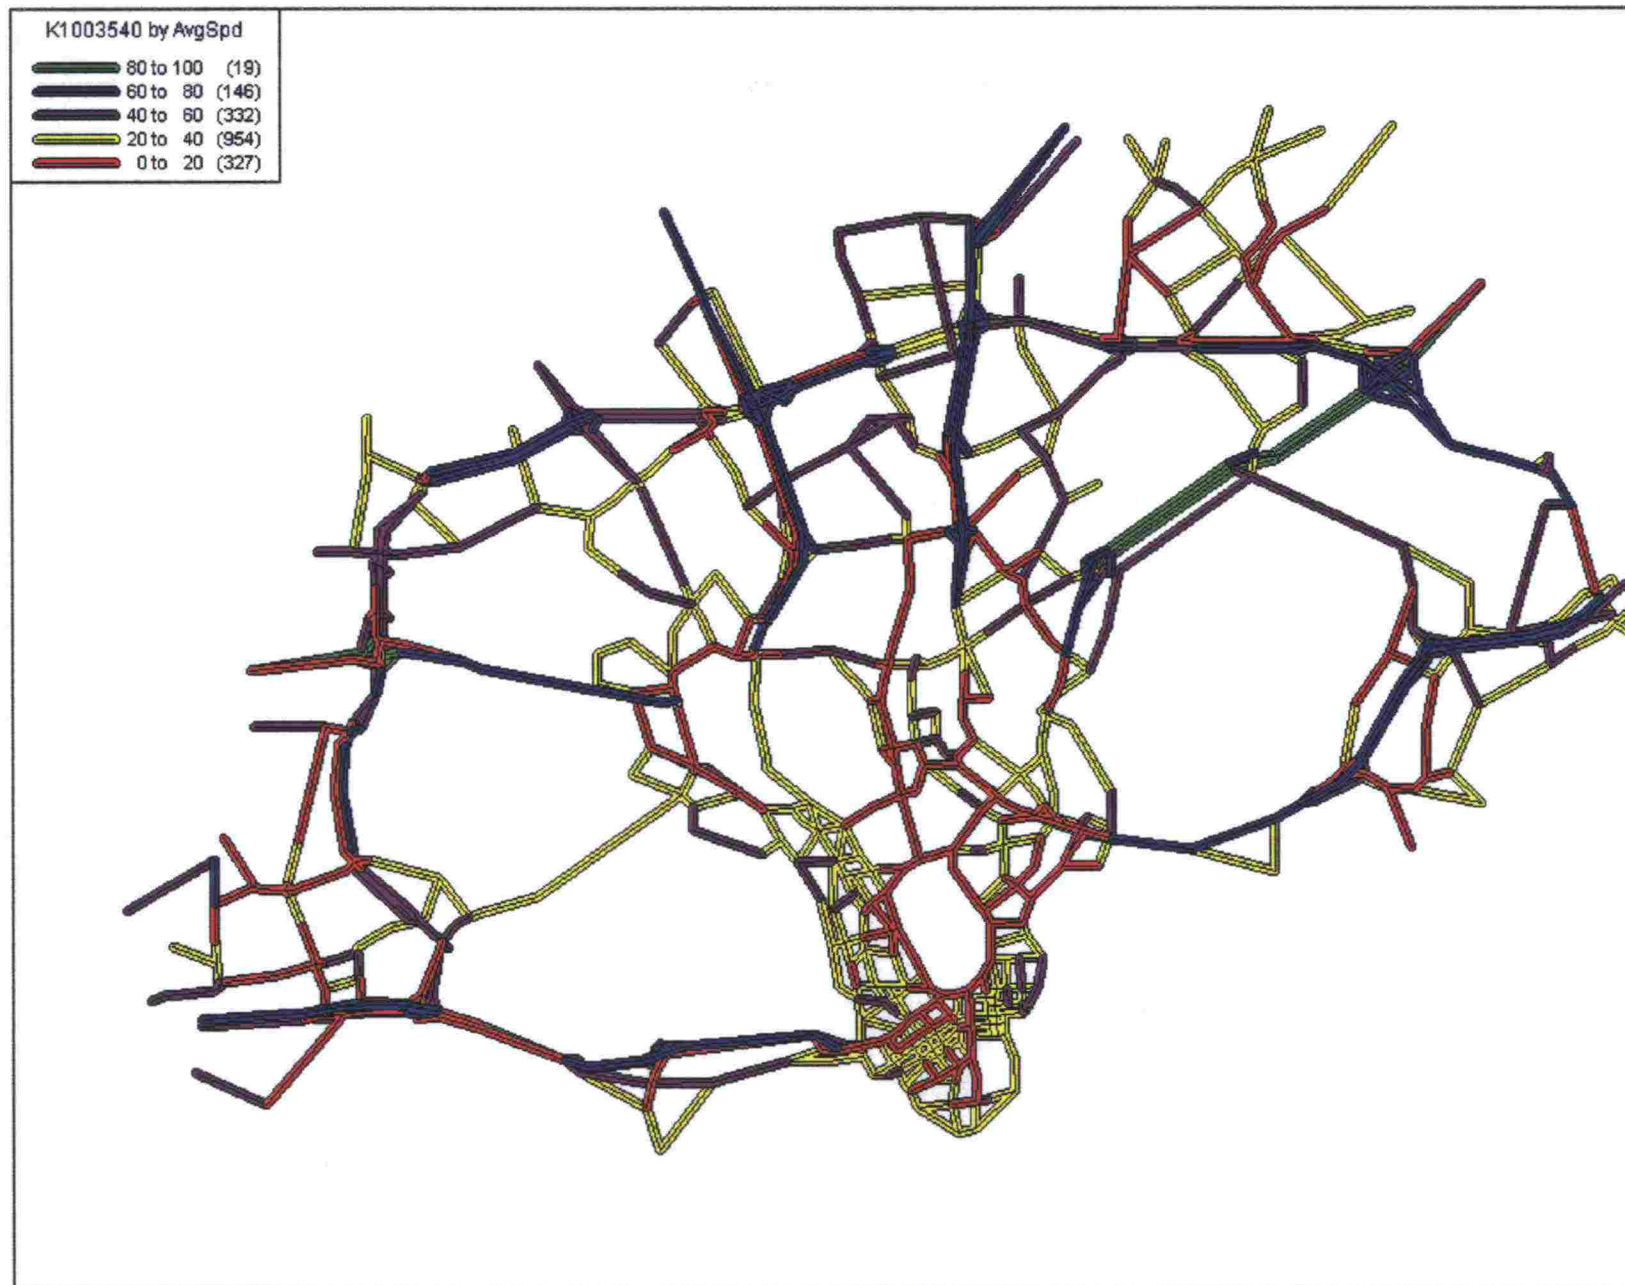 K1003540 by AvgSpd
80 to 100 (19)
60 to 80 (146)
40 to 60 (332)
20 to 40 (954)
0 to 20 (327)